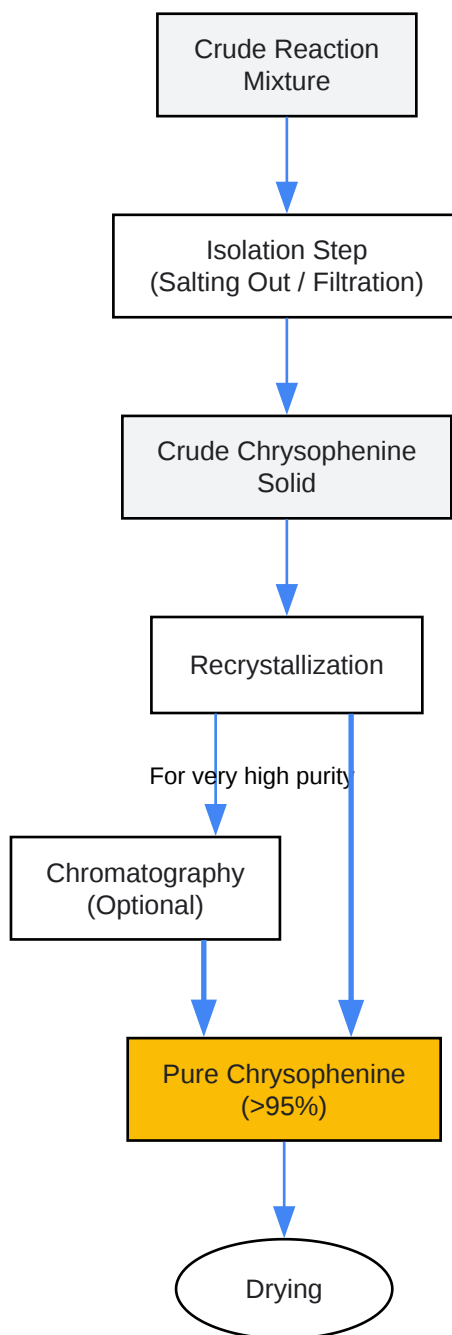 Crude Reaction
Mixture
Isolation Step
(Salting Out / Filtration)
Crude Chrysophenine
Solid
Recrystallization
For very high purity
Chromatography
(Optional)
Pure Chrysophenine
(>95%)
Drying